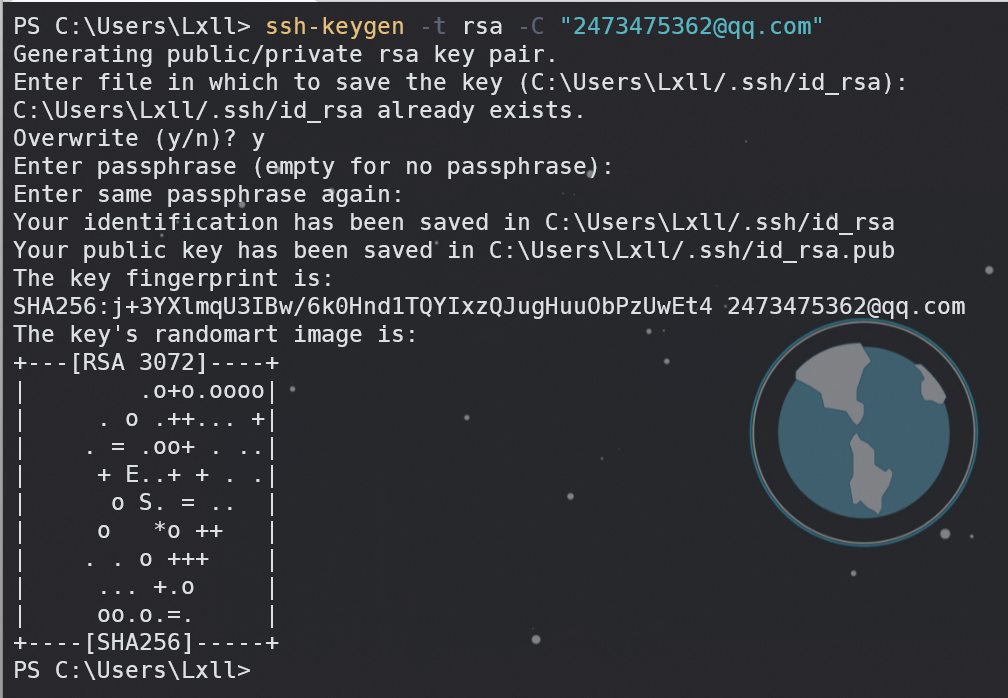 PS C:\Users\Lxll> ssh-keygen -t rsa -C "2473475362@qq.com"
Generating public/private rsa key pair.
Enter file in which to save the key (C:\Users\Lxll/.ssh/id_rsa):
C:\Users\Lxll/.ssh/id_rsa already exists.
Overwrite (y/n)? y
Enter passphrase (empty for no passphrase):
Enter same passphrase again:
Your identification has been saved in C:\Users\Lxll/.ssh/id_rsa
Your public key has been saved in C:\Users\Lxll/.ssh/id_rsa.pub
The key fingerprint is:
SHA256:j+3YXlmqU3IBw/6k0Hnd1TQYIxzQJugHuuObPzUwEt4 2473475362@qq.com
The key's randomart image is:
+---[RSA 3072]----+
|        .o+o.oooo|
|     . o .++... +|
|    . = .oo+ . ..|
|     + E..+ + . .|
|      o S. = ..  |
|     o   *o ++   |
|    . . o +++    |
|     ... +.o     |
|     oo.o.=.     |
+----[SHA256]-----+
PS C:\Users\Lxll>